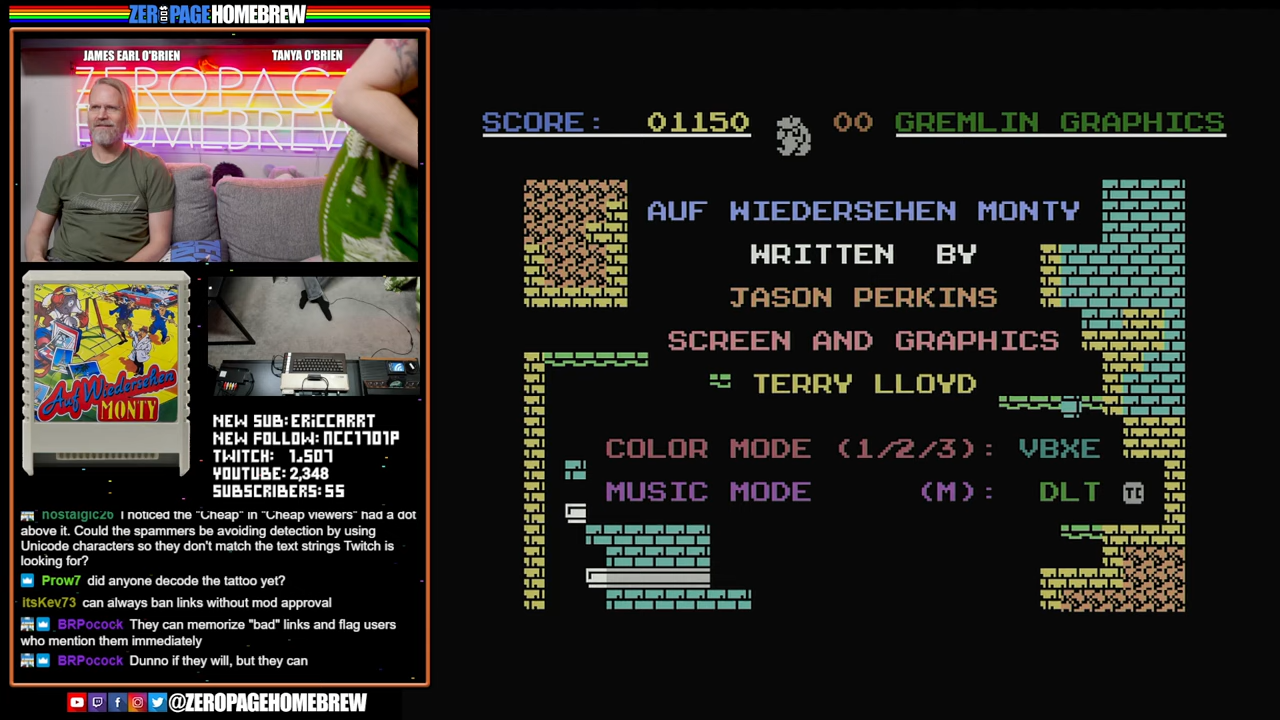 ZEROPAGE HOMEBREW
JAMES EARL O'BRIEN
TANYA O'BRIEN
ZEROPAGE
HOMEBREW
Auf Wiedersehen
MONTY
NEW SUB: ERICCARRT
NEW FOLLOW: NCC1701P
TWITCH: 1,507
YOUTUBE: 2,348
SUBSCRIBERS: 55
nostalgic26 I noticed the "Cheap" in "Cheap viewers" had a dot
above it. Could the spammers be avoiding detection by using
Unicode characters so they don't match the text strings Twitch is
looking for?
Prow7 did anyone decode the tattoo yet?
itsKev73 can always ban links without mod approval
BRPocock They can memorize "bad" links and flag users
who mention them immediately
BRPocock Dunno if they will, but they can
@ZEROPAGEHOMEBREW
SCORE: 01150 00 GREMLIN GRAPHICS
AUF WIEDERSEHEN MONTY
WRITTEN BY
JASON PERKINS
SCREEN AND GRAPHICS
TERRY LLOYD
COLOR MODE (1/2/3): VBXE
MUSIC MODE (M): DLT